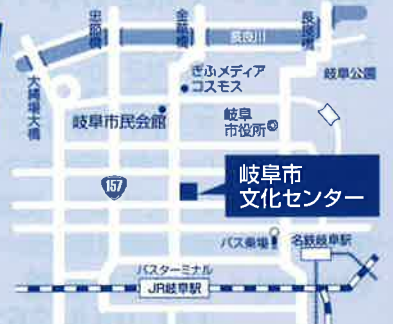 忠節橋
金華橋
長良川
長良橋
大縄場大橋
ぎふメディア
コスモス
岐阜公園
岐阜市民会館
岐阜
市役所
157
岐阜市
文化センター
バス乗場
名鉄岐阜駅
バスターミナル
JR岐阜駅